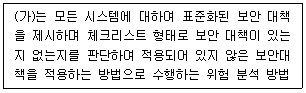 (가)는 모든 시스템에 대하여 표준화된 보안 대책
을 제시하며 체크리스트 형태로 보안 대책이 있는
지 없는지를 판단하여 적용되어 있지 않은 보안대
책을 적용하는 방법으로 수행하는 위험 분석 방법